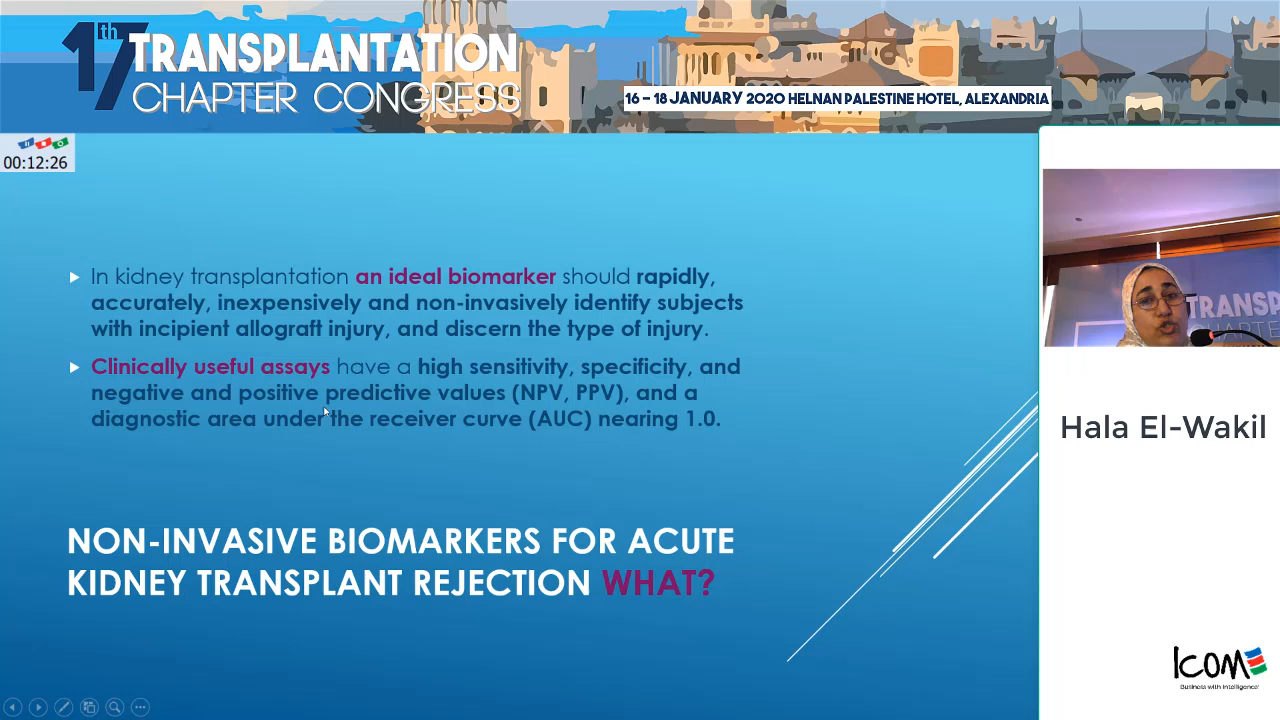 17th TRANSPLANTATION
CHAPTER CONGRESS
16 – 18 JANUARY 2020 HELNAN PALESTINE HOTEL, ALEXANDRIA
00:12:26
In kidney transplantation an ideal biomarker should rapidly,
accurately, inexpensively and non-invasively identify subjects
with incipient allograft injury, and discern the type of injury.
Clinically useful assays have a high sensitivity, specificity, and
negative and positive predictive values (NPV, PPV), and a
diagnostic area under the receiver curve (AUC) nearing 1.0.
NON-INVASIVE BIOMARKERS FOR ACUTE
KIDNEY TRANSPLANT REJECTION WHAT?
TRANSP
CHAPTE
Hala El-Wakil
ICOM
Business with Intelligence